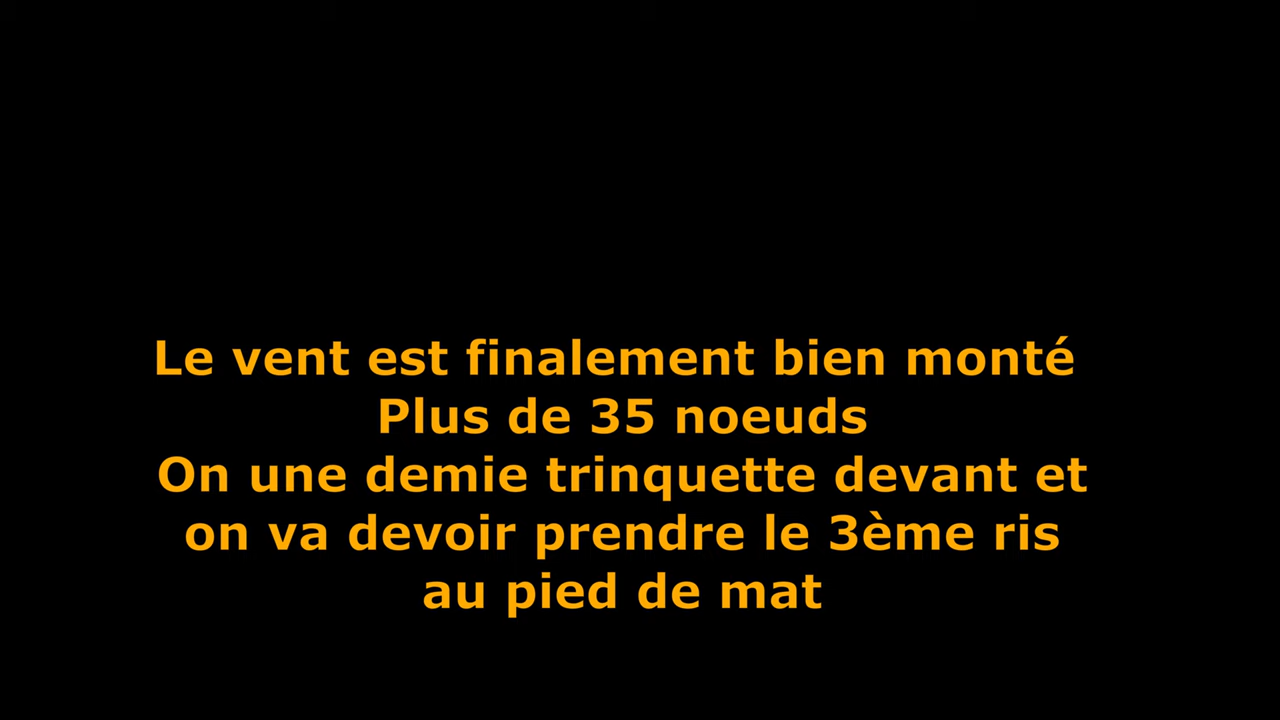 Le vent est finalement bien monté
Plus de 35 noeuds
On une demie trinquette devant et
on va devoir prendre le 3ème ris
au pied de mat